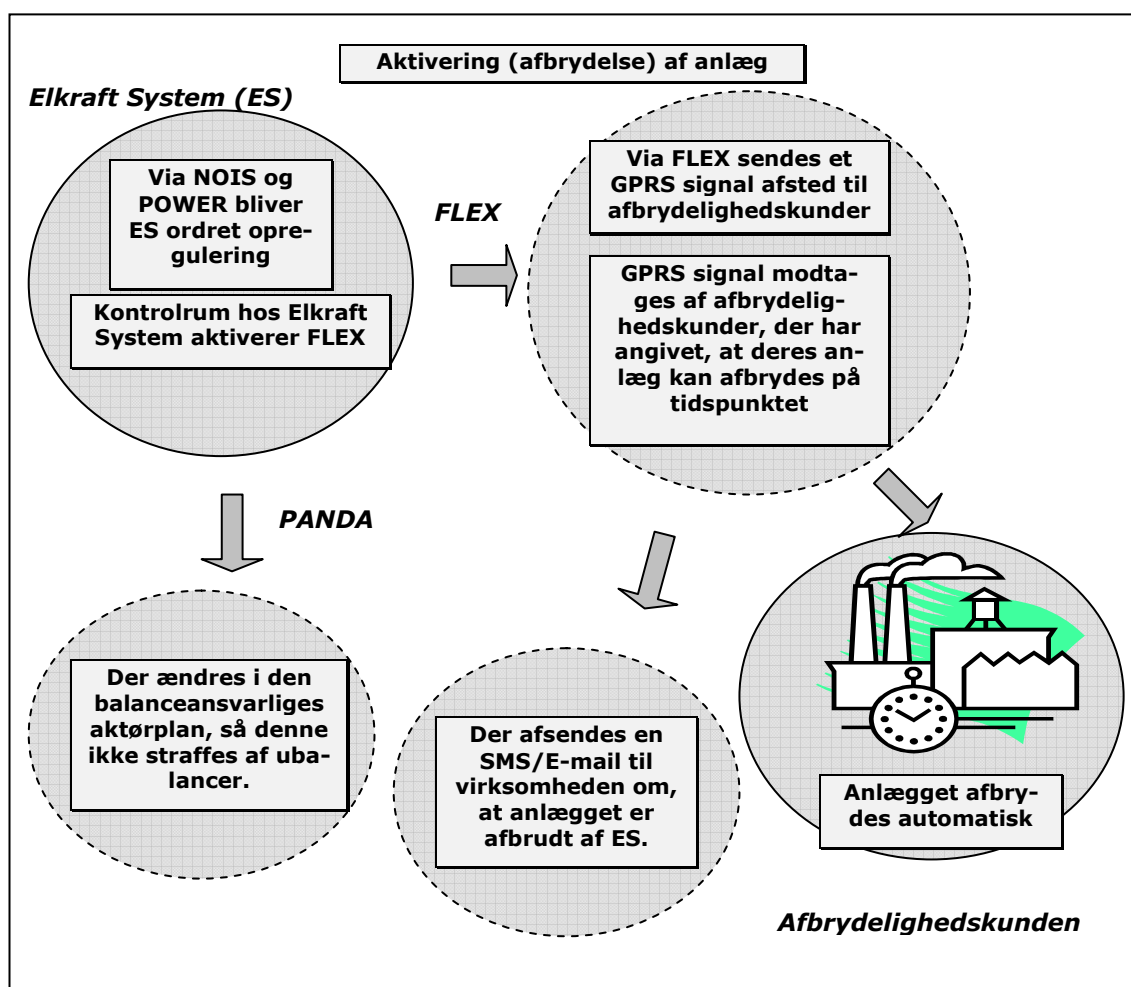 Aktivering (afbrydelse) af anlæg
Elkraft System (ES)
Via NOIS og
POWER bliver
ES ordret opre-
gulering
Kontrolrum hos Elkraft
System aktiverer FLEX
FLEX
Via FLEX sendes et
GPRS signal afsted til
afbrydelighedskunder
GPRS signal modta-
ges af afbrydelig-
hedskunder, der har
angivet, at deres an-
læg kan afbrydes på
tidspunktet
PANDA
Der ændres i den
balanceansvarliges
aktørplan, så denne
ikke straffes af uba-
lancer.
Der afsendes en
SMS/E-mail til
virksomheden om,
at anlægget er
afbrudt af ES.
Anlægget afbry-
des automatisk
Afbrydelighedskunden